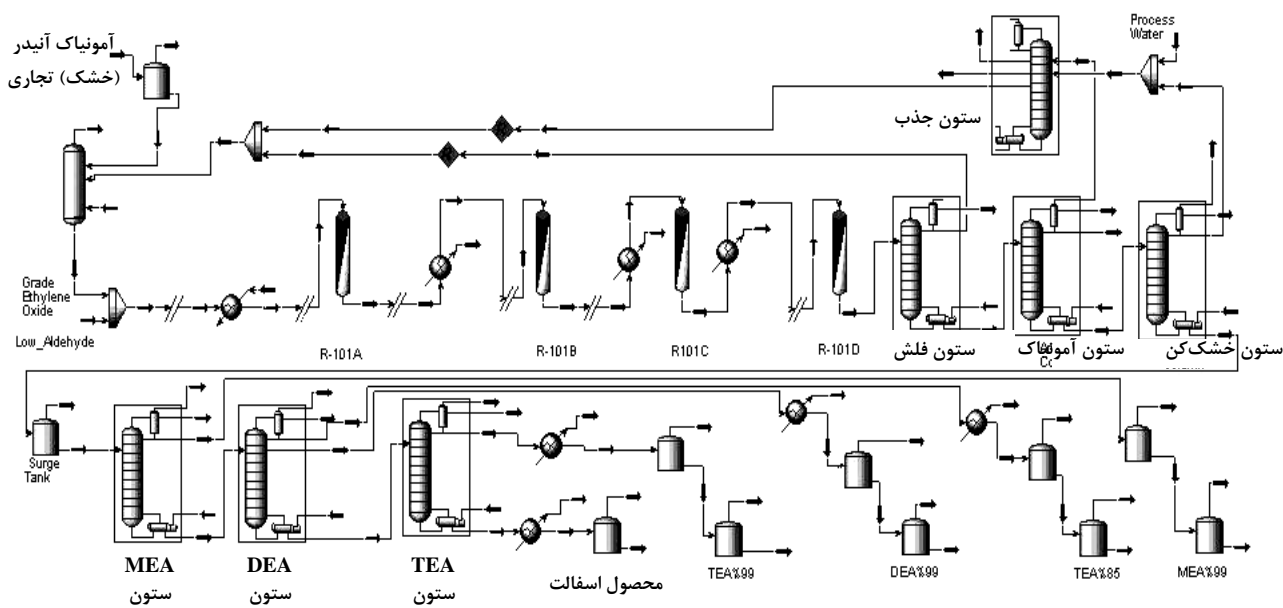 آمونیاک آنیدر
(خشک) تجاری
Process
Water
ستون جذب
Grade
Ethylene
Oxide
Low_Aldehyde
R-101A
R-101B
R101C
R-101D
ستون فلش
ستون آمونیاک
ستون خشک‌کن
Surge
Tank
MEA
ستون
DEA
ستون
TEA
ستون
محصول اسفالت
TEA%99
DEA%99
TEA%85
MEA%99